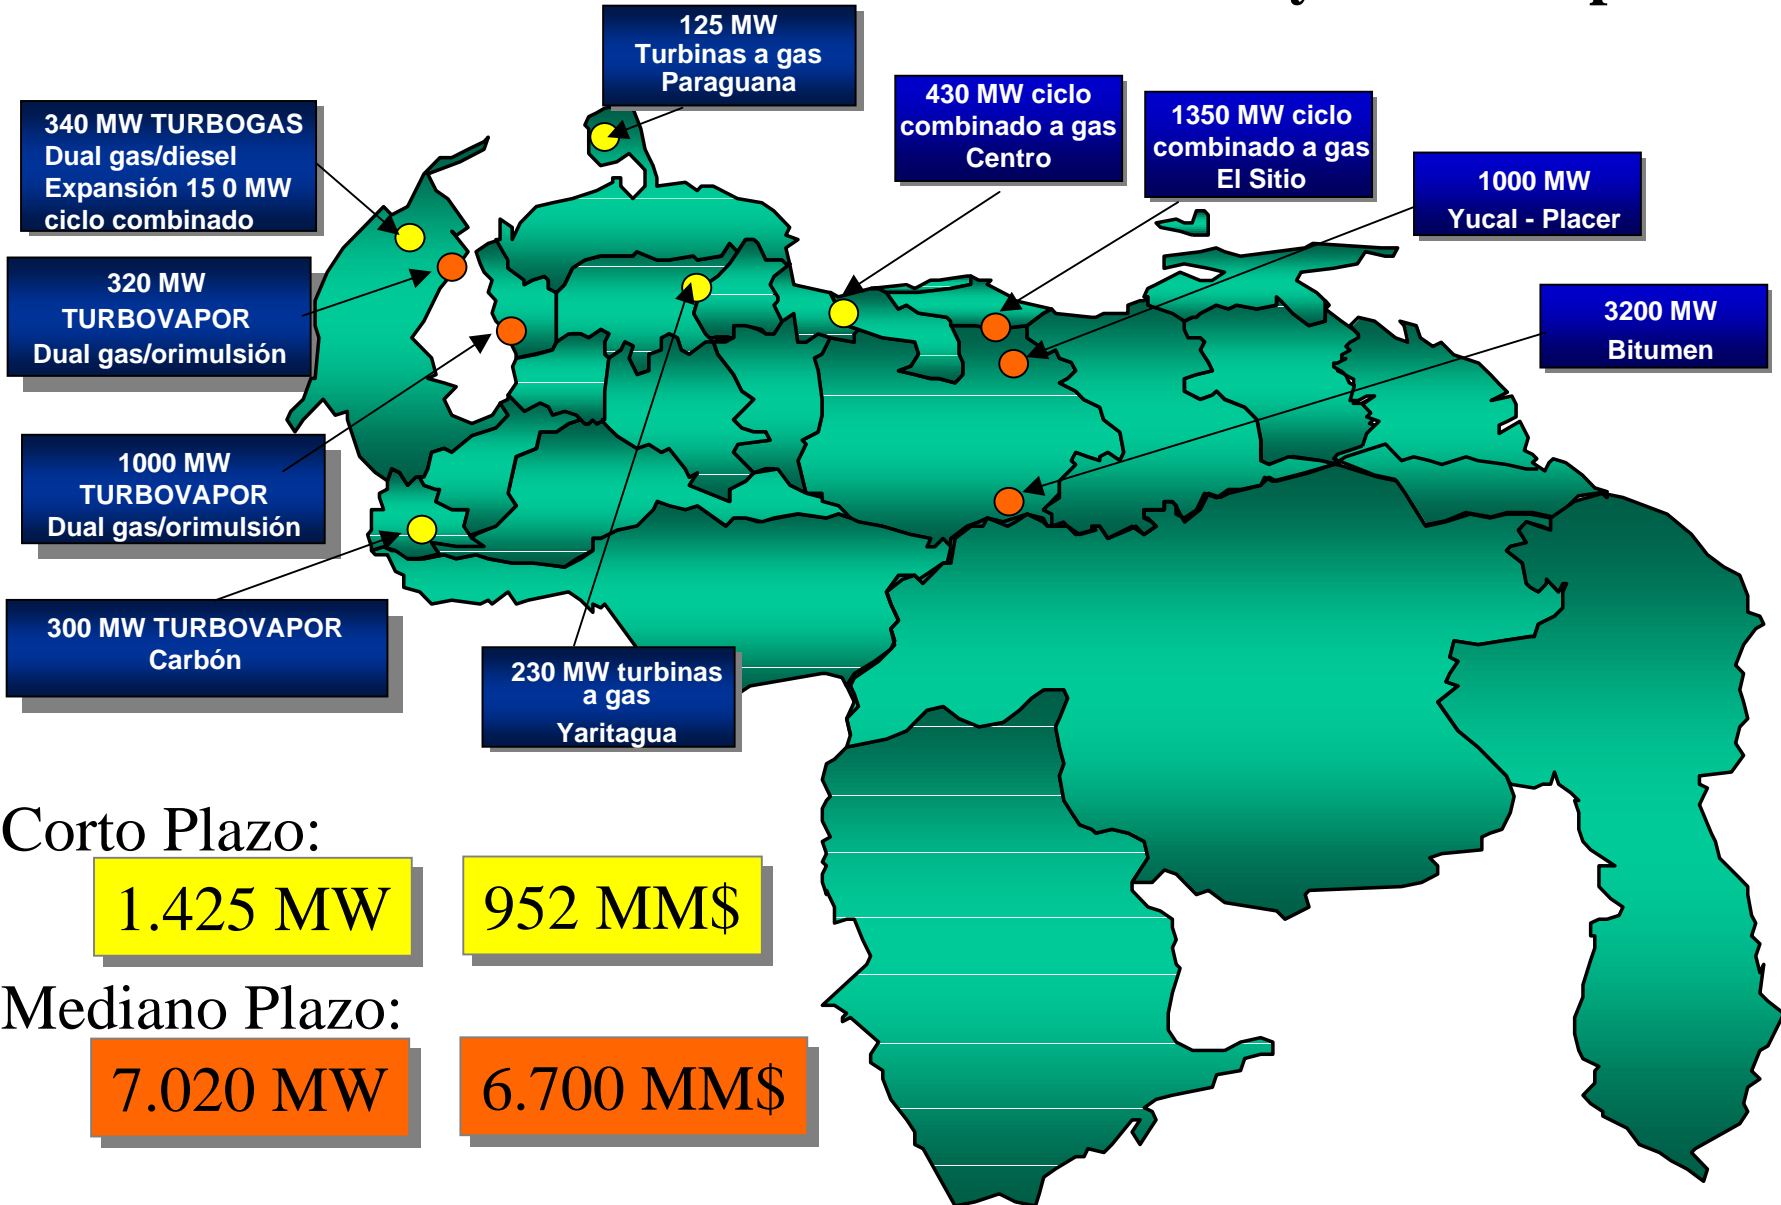 125 MW
Turbinas a gas
Paraguana
340 MW TURBOGAS
Dual gas/diesel
Expansión 15 0 MW
ciclo combinado
430 MW ciclo
combinado a gas
Centro
1350 MW ciclo
combinado a gas
El Sitio
1000 MW
Yucal - Placer
320 MW
TURBOVAPOR
Dual gas/orimulsión
3200 MW
Bitumen
1000 MW
TURBOVAPOR
Dual gas/orimulsión
300 MW TURBOVAPOR
Carbón
230 MW turbinas
a gas
Yaritagua
Corto Plazo:
1.425 MW
952 MM$
Mediano Plazo:
7.020 MW
6.700 MM$